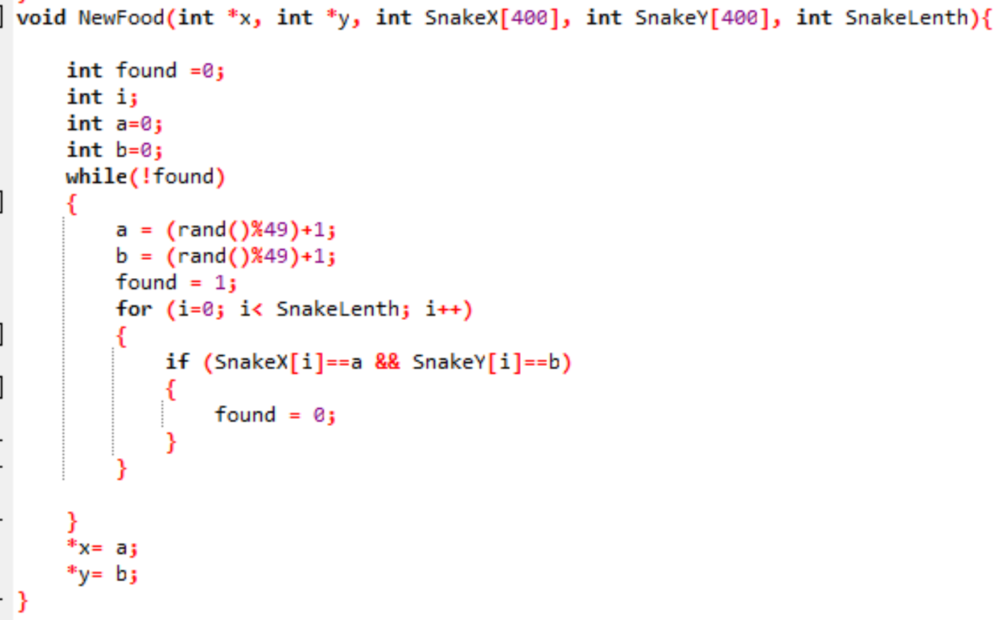 void NewFood(int *x, int *y, int SnakeX[400], int SnakeY[400], int SnakeLenth){
int found =0;
int i;
int a=0;
int b=0;
while(!found)
{
a = (rand()%49)+1;
b = (rand()%49)+1;
found = 1;
for (i=0; i< SnakeLenth; i++)
{
if (SnakeX[i]==a && SnakeY[i]==b)
{
found = 0;
}
}
}
*x= a;
*y= b;
}